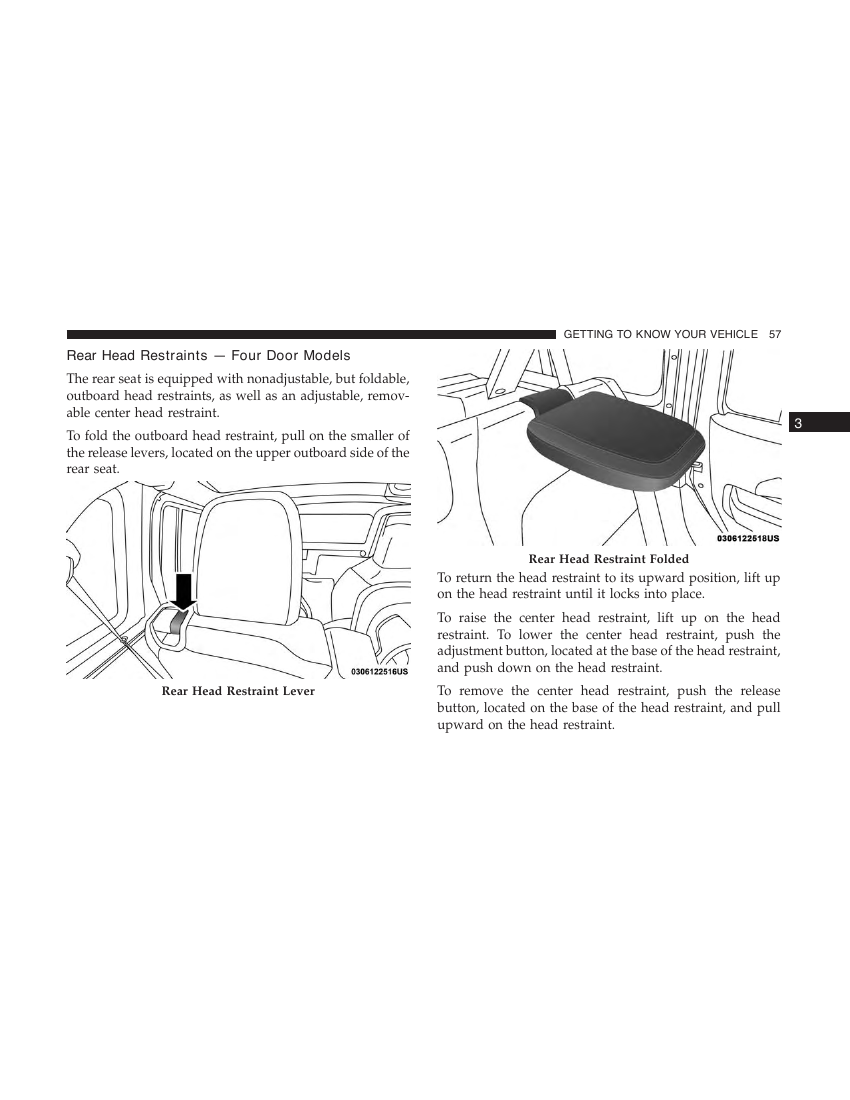 GETTING TO KNOW YOUR VEHICLE 57
Rear Head Restraints — Four Door Models
The rear seat is equipped with nonadjustable, but foldable,
outboard head restraints, as well as an adjustable, remov-
able center head restraint.
To fold the outboard head restraint, pull on the smaller of
the release levers, located on the upper outboard side of the
rear seat.
0306122516US
Rear Head Restraint Lever
0306122518US
Rear Head Restraint Folded
To return the head restraint to its upward position, lift up
on the head restraint until it locks into place.
To raise the center head restraint, lift up on the head
restraint. To lower the center head restraint, push the
adjustment button, located at the base of the head restraint,
and push down on the head restraint.
To remove the center head restraint, push the release
button, located on the base of the head restraint, and pull
upward on the head restraint.
3